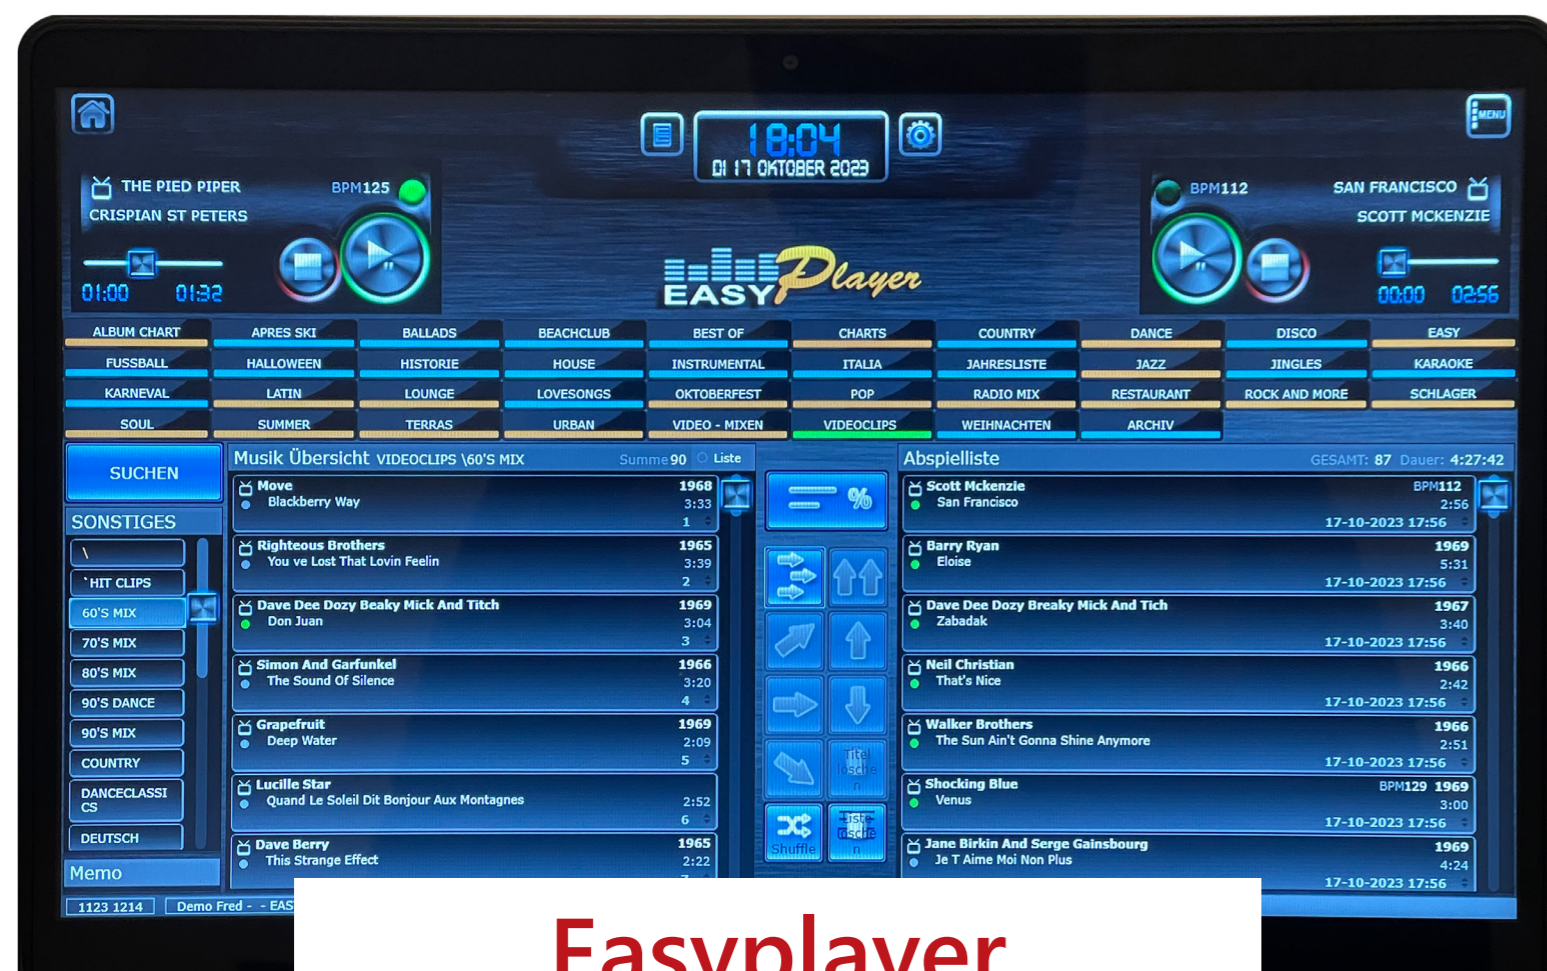 MENU
18:04
DI 17 OKTOBER 2023
THE PIED PIPER
BPM125
CRISPIAN ST PETERS
01:00 01:32
BPM112
SAN FRANCISCO
SCOTT MCKENZIE
00:00 02:56
EASY Player
ALBUM CHART APRES SKI BALLADS BEACHCLUB BEST OF CHARTS COUNTRY DANCE DISCO EASY
FUSSBALL HALLOWEEN HISTORIE HOUSE INSTRUMENTAL ITALIA JAHRESLISTE JAZZ JINGLES KARAOKE
KARNEVAL LATIN LOUNGE LOVESONGS OKTOBERFEST POP RADIO MIX RESTAURANT ROCK AND MORE SCHLAGER
SOUL SUMMER TERRAS URBAN VIDEO - MIXEN VIDEOCLIPS WEIHNACHTEN ARCHIV
SUCHEN
SONSTIGES
\
`HIT CLIPS
60'S MIX
70'S MIX
80'S MIX
90'S DANCE
90'S MIX
COUNTRY
DANCECLASSI
CS
DEUTSCH
Memo
Musik Übersicht VIDEOCLIPS \60'S MIX Summe 90 Liste
Move 1968
Blackberry Way 3:33
1
Righteous Brothers 1965
You ve Lost That Lovin Feelin 3:39
2
Dave Dee Dozy Beaky Mick And Titch 1969
Don Juan 3:04
3
Simon And Garfunkel 1966
The Sound Of Silence 3:20
4
Grapefruit 1969
Deep Water 2:09
5
Lucille Star
Quand Le Soleil Dit Bonjour Aux Montagnes 2:52
6
Dave Berry 1965
This Strange Effect 2:22
%
Titel
lösche
n
Shuffle
Liste
lösche
n
Abspielliste GESAMT: 87 Dauer: 4:27:42
Scott Mckenzie BPM112
San Francisco 2:56
17-10-2023 17:56
Barry Ryan 1969
Eloise 5:31
17-10-2023 17:56
Dave Dee Dozy Breaky Mick And Tich 1967
Zabadak 3:40
17-10-2023 17:56
Neil Christian 1966
That's Nice 2:42
17-10-2023 17:56
Walker Brothers 1966
The Sun Ain't Gonna Shine Anymore 2:51
17-10-2023 17:56
Shocking Blue BPM129 1969
Venus 3:00
17-10-2023 17:56
Jane Birkin And Serge Gainsbourg 1969
Je T Aime Moi Non Plus 4:24
17-10-2023 17:56
1123 1214 Demo Fred - - EAS
Easyplayer